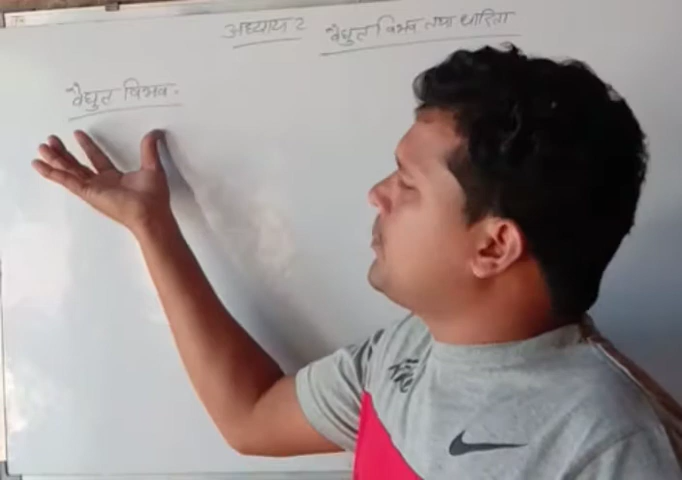 अध्याय 2 वैद्युत विभव तथा धारिता
वैद्युत विभव-